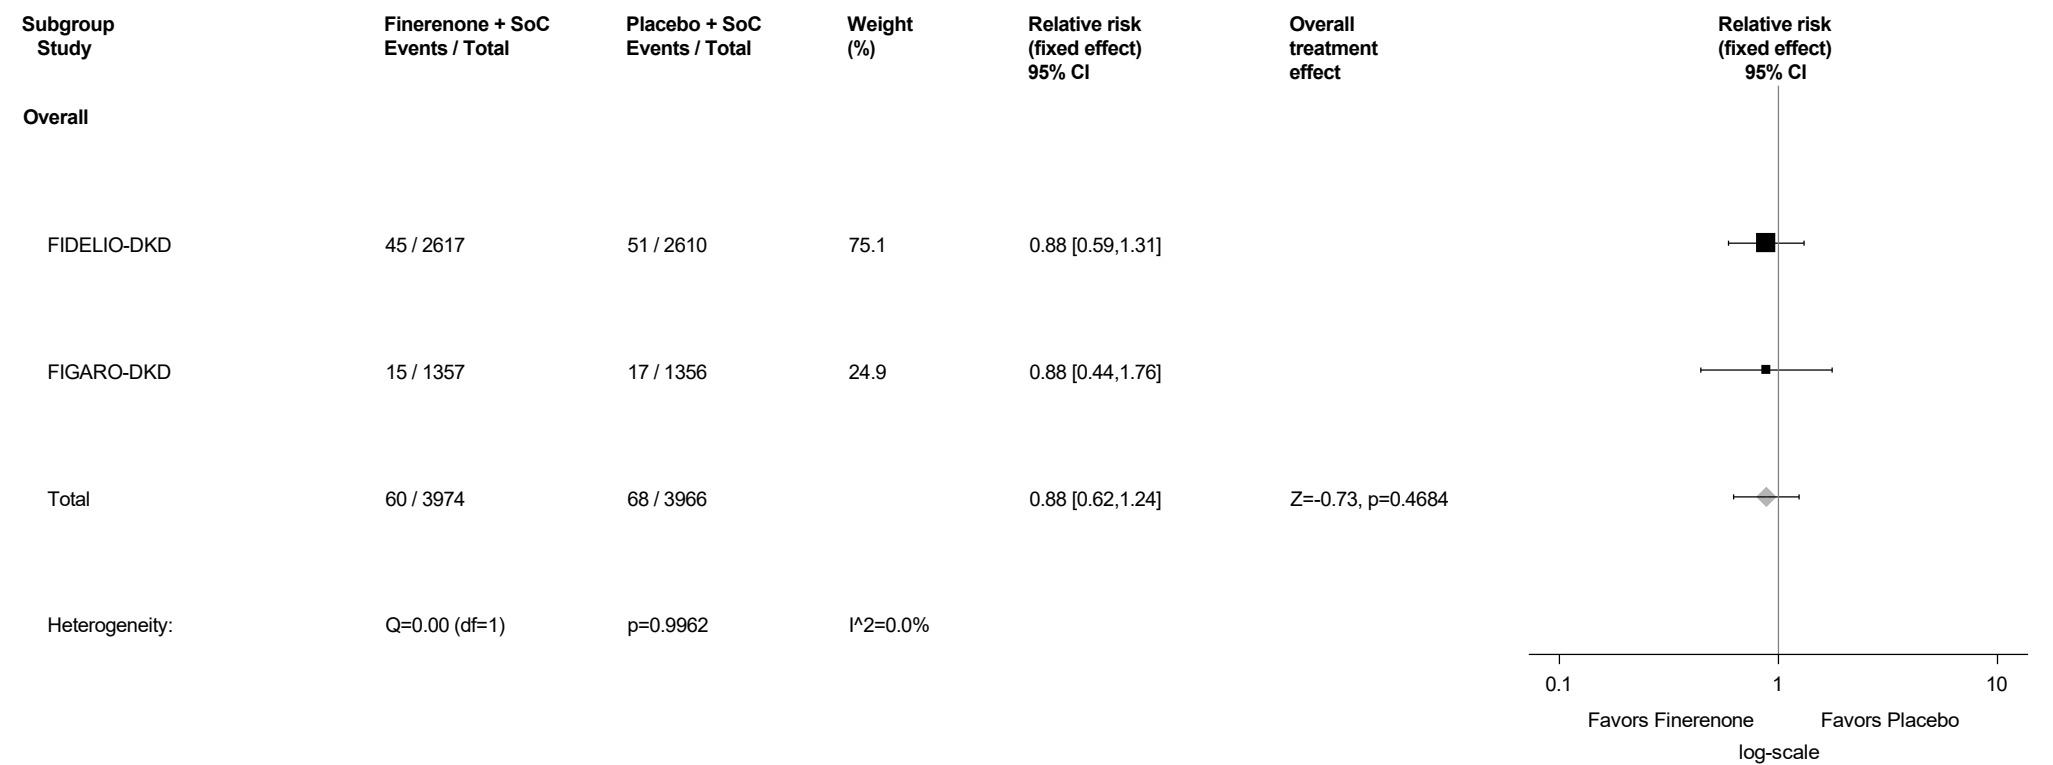 Subgroup Finerenone + SoC Placebo + SoC Weight Relative risk Overall Relative risk
Study Events / Total Events / Total (%) (fixed effect) treatment (fixed effect)
95% CI effect 95% CI
Overall
FIDELIO-DKD 45 / 2617 51 / 2610 75.1 0.88 [0.59,1.31]
FIGARO-DKD 15 / 1357 17 / 1356 24.9 0.88 [0.44,1.76]
Total 60 / 3974 68 / 3966 0.88 [0.62,1.24] Z=-0.73, p=0.4684
Heterogeneity: Q=0.00 (df=1) p=0.9962 I^2=0.0%
0.1 1 10
Favors Finerenone Favors Placebo
log-scale